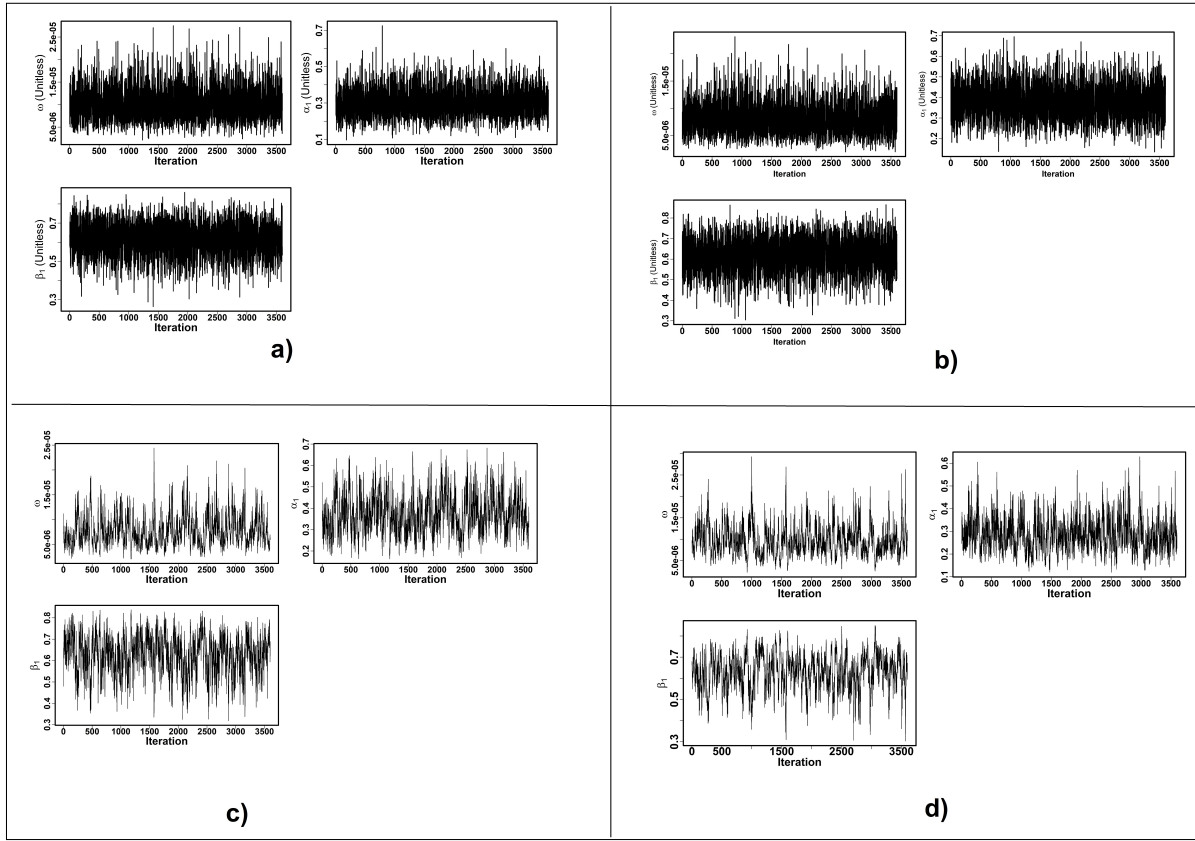 ω (Unitless)
5.0e-06 1.5e-05 2.5e-05
0 500 1000 1500 2000 2500 3000 3500
Iteration
α1 (Unitless)
0.1 0.3 0.5 0.7
0 500 1000 1500 2000 2500 3000 3500
Iteration
β1 (Unitless)
0.3 0.5 0.7
0 500 1000 1500 2000 2500 3000 3500
Iteration
a)
ω (Unitless)
5.0e-06 1.5e-05
0 500 1000 1500 2000 2500 3000 3500
Iteration
α1 (Unitless)
0.2 0.3 0.4 0.5 0.6 0.7
0 500 1000 1500 2000 2500 3000 3500
Iteration
β1 (Unitless)
0.3 0.4 0.5 0.6 0.7 0.8
0 500 1000 1500 2000 2500 3000 3500
Iteration
b)
ω
5.0e-06 1.5e-05 2.5e-05
0 500 1000 1500 2000 2500 3000 3500
Iteration
α1
0.2 0.3 0.4 0.5 0.6 0.7
0 500 1000 1500 2000 2500 3000 3500
Iteration
β1
0.3 0.4 0.5 0.6 0.7 0.8
0 500 1000 1500 2000 2500 3000 3500
Iteration
c)
ω
5.0e-06 1.5e-05 2.5e-05
0 500 1000 1500 2000 2500 3000 3500
Iteration
α1
0.1 0.2 0.3 0.4 0.5 0.6
0 500 1000 1500 2000 2500 3000 3500
Iteration
β1
0.3 0.5 0.7
0 500 1500 2500 3500
Iteration
d)